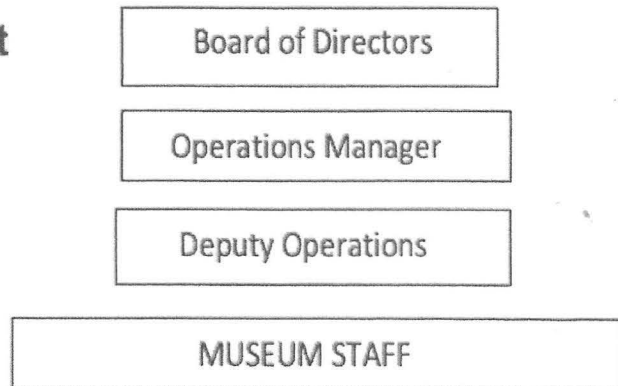 Board of Directors
Operations Manager
Deputy Operations
MUSEUM STAFF